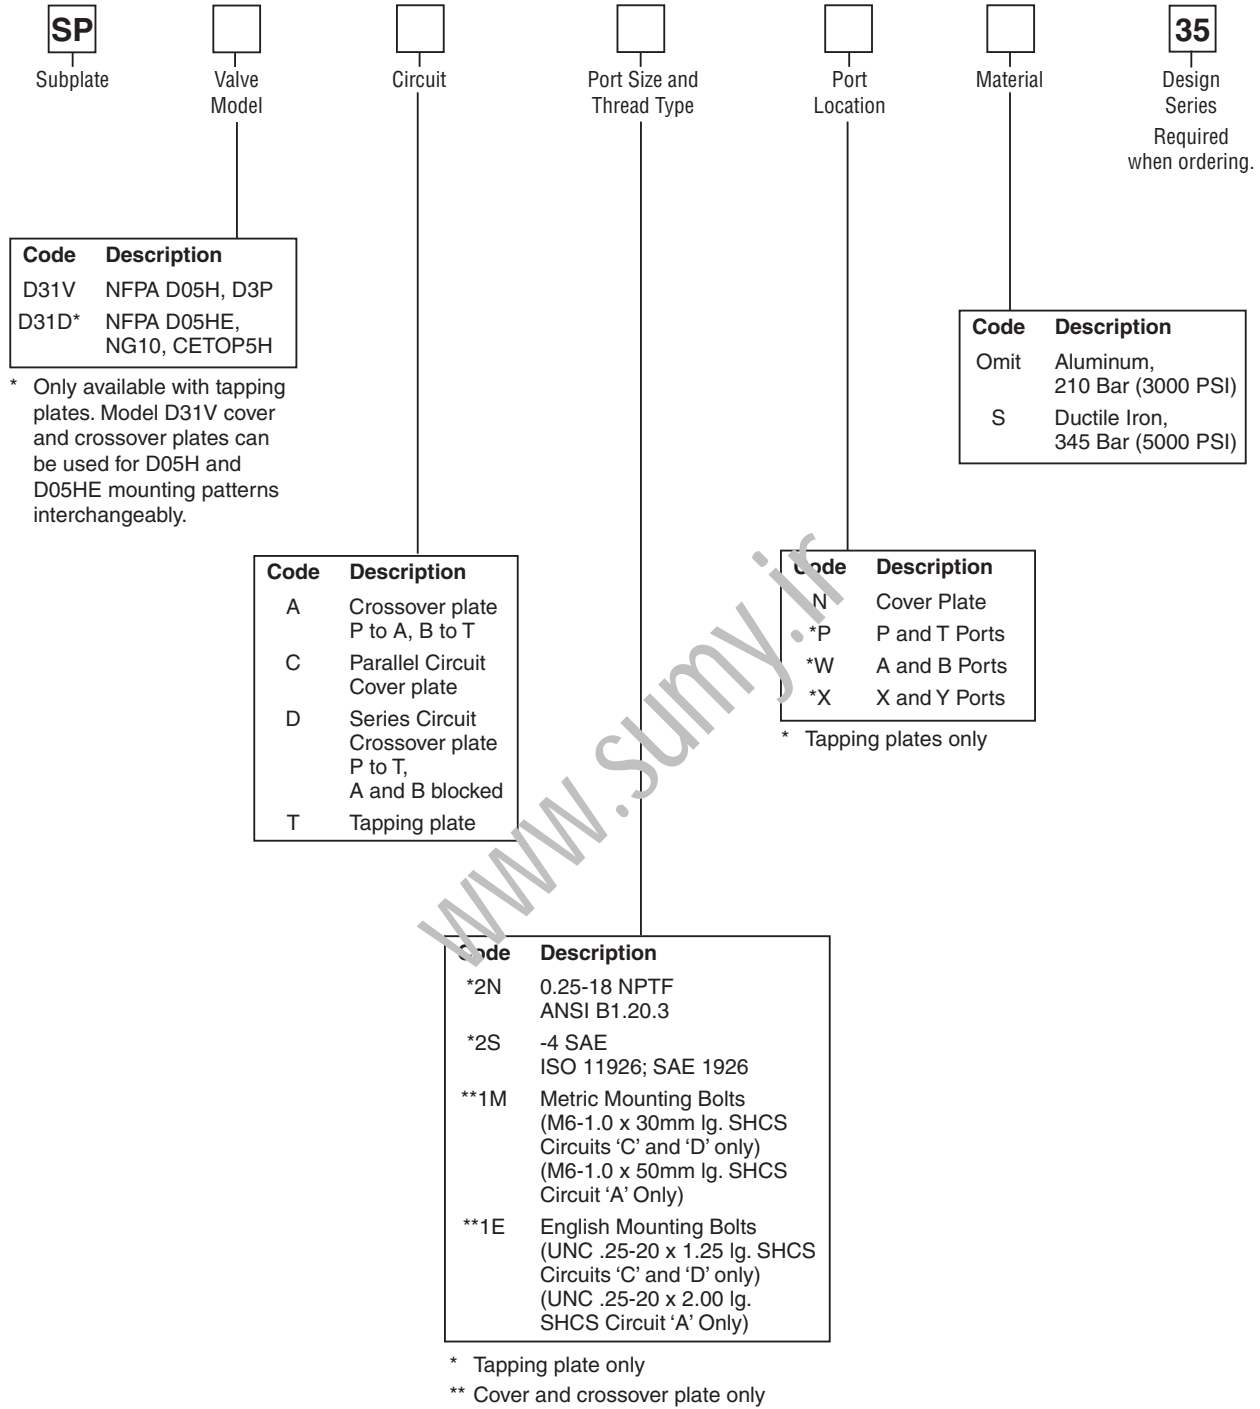 SP
35
Subplate
Valve
Model
Circuit
Port Size and
Thread Type
Port
Location
Material
Design
Series
Required
when ordering.
Code Description
D31V NFPA D05H, D3P
D31D* NFPA D05HE,
NG10, CETOP5H
* Only available with tapping
plates. Model D31V cover
and crossover plates can
be used for D05H and
D05HE mounting patterns
interchangeably.
Code Description
Omit Aluminum,
210 Bar (3000 PSI)
S Ductile Iron,
345 Bar (5000 PSI)
Code Description
A Crossover plate
P to A, B to T
C Parallel Circuit
Cover plate
D Series Circuit
Crossover plate
P to T,
A and B blocked
T Tapping plate
Code Description
N Cover Plate
*P P and T Ports
*W A and B Ports
*X X and Y Ports
* Tapping plates only
www.sumy.ir
Code Description
*2N 0.25-18 NPTF
ANSI B1.20.3
*2S -4 SAE
ISO 11926; SAE 1926
**1M Metric Mounting Bolts
(M6-1.0 x 30mm lg. SHCS
Circuits ‘C’ and ‘D’ only)
(M6-1.0 x 50mm lg. SHCS
Circuit ‘A’ Only)
**1E English Mounting Bolts
(UNC .25-20 x 1.25 lg. SHCS
Circuits ‘C’ and ‘D’ only)
(UNC .25-20 x 2.00 lg.
SHCS Circuit ‘A’ Only)
* Tapping plate only
** Cover and crossover plate only